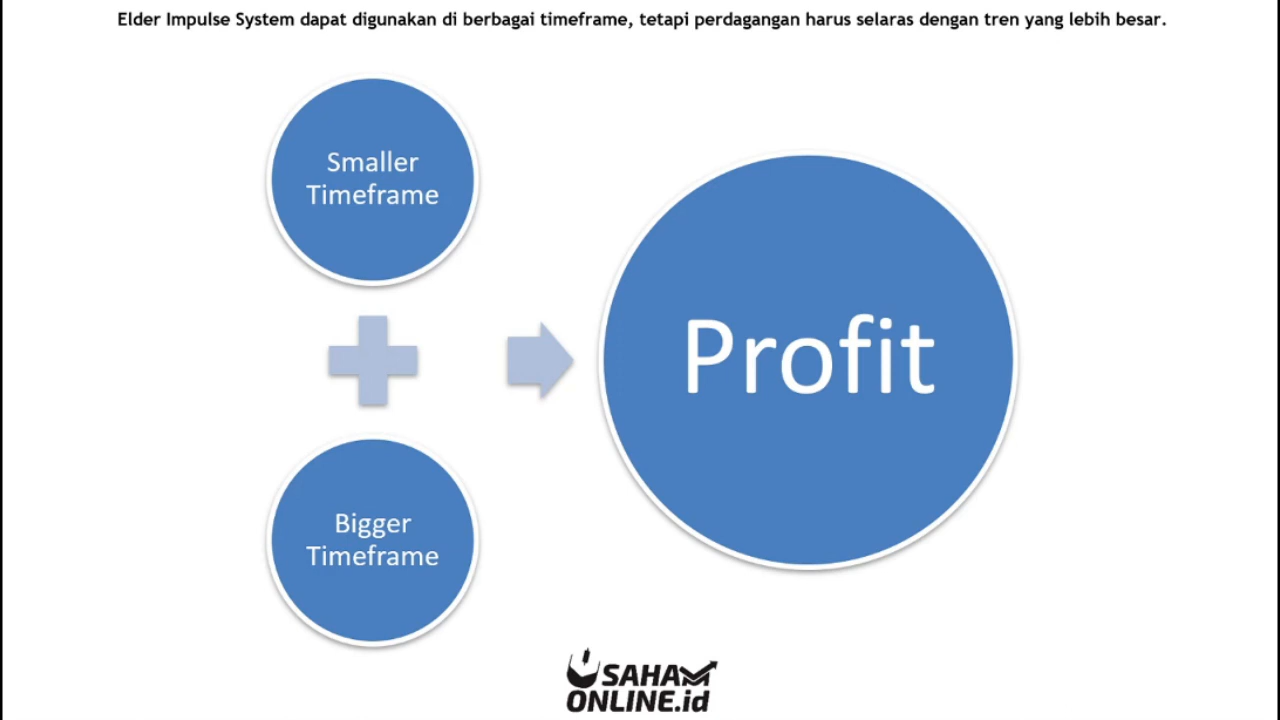 Elder Impulse System dapat digunakan di berbagai timeframe, tetapi perdagangan harus selaras dengan tren yang lebih besar.
Smaller
Timeframe
Profit
Bigger
Timeframe
SAHAM
ONLINE.id